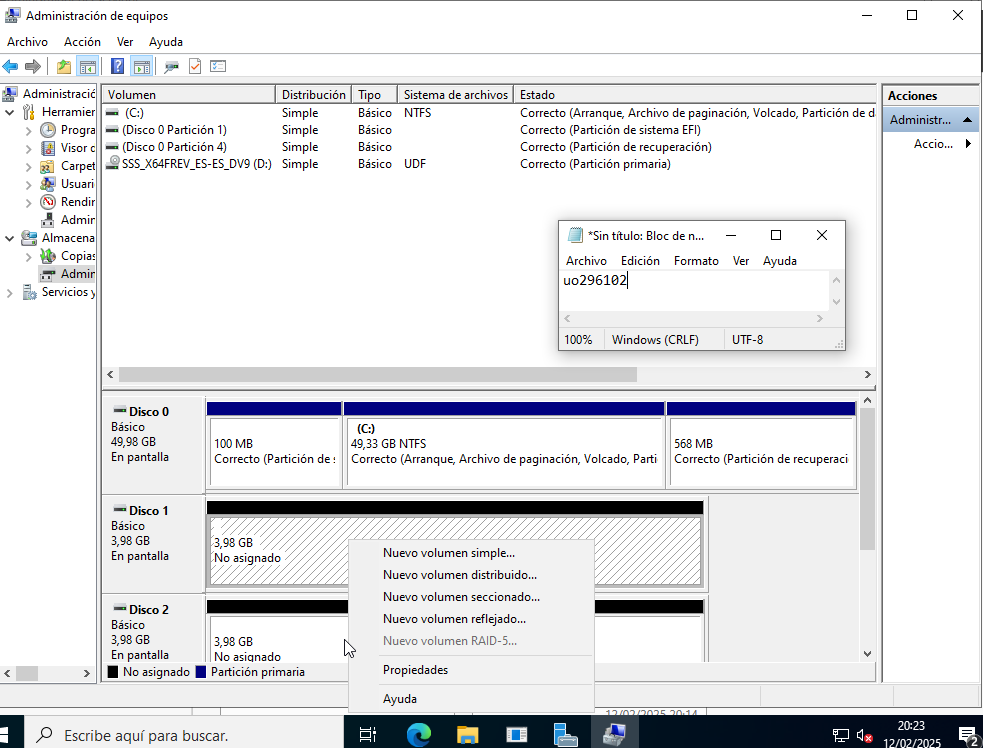 Administración de equipos
Archivo Acción Ver Ayuda
Administració
Herramier
Progra
Visor d
Carpet
Usuari
Rendir
Admir
Almacena
Copias
Admir
Servicios y
Volumen Distribución Tipo Sistema de archivos Estado
(C:) Simple Básico NTFS Correcto (Arranque, Archivo de paginación, Volcado, Partición de d
(Disco 0 Partición 1) Simple Básico Correcto (Partición de sistema EFI)
(Disco 0 Partición 4) Simple Básico Correcto (Partición de recuperación)
SSS_X64FREV_ES-ES_DV9 (D:) Simple Básico UDF Correcto (Partición primaria)
Acciones
Administr...
Accio...
*Sin título: Bloc de n...
Archivo Edición Formato Ver Ayuda
uo296102
100% Windows (CRLF) UTF-8
Disco 0
Básico
49,98 GB
En pantalla
100 MB
Correcto (Partición de s
(C:)
49,33 GB NTFS
Correcto (Arranque, Archivo de paginación, Volcado, Parti
568 MB
Correcto (Partición de recuperaci
Disco 1
Básico
3,98 GB
En pantalla
3,98 GB
No asignado
Disco 2
Básico
3,98 GB
En pantalla
3,98 GB
No asignado
Nuevo volumen simple...
Nuevo volumen distribuido...
Nuevo volumen seccionado...
Nuevo volumen reflejado...
Nuevo volumen RAID-5...
Propiedades
Ayuda
No asignado Partición primaria
12/02/2025 20:14
Escribe aquí para buscar.
20:23
12/02/2025
2